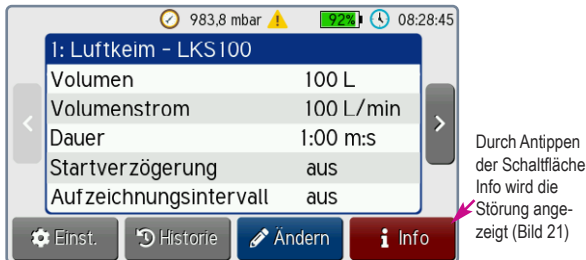 983,8 mbar 92% 08:28:45
1: Luftkeim - LKS100
Volumen 100 L
Volumenstrom 100 L/min
Dauer 1:00 m:s
Startverzögerung aus
Aufzeichnungsintervall aus
Einst. Historie Ändern Info
Durch Antippen
der Schaltfläche
Info wird die
Störung ange-
zeigt (Bild 21)